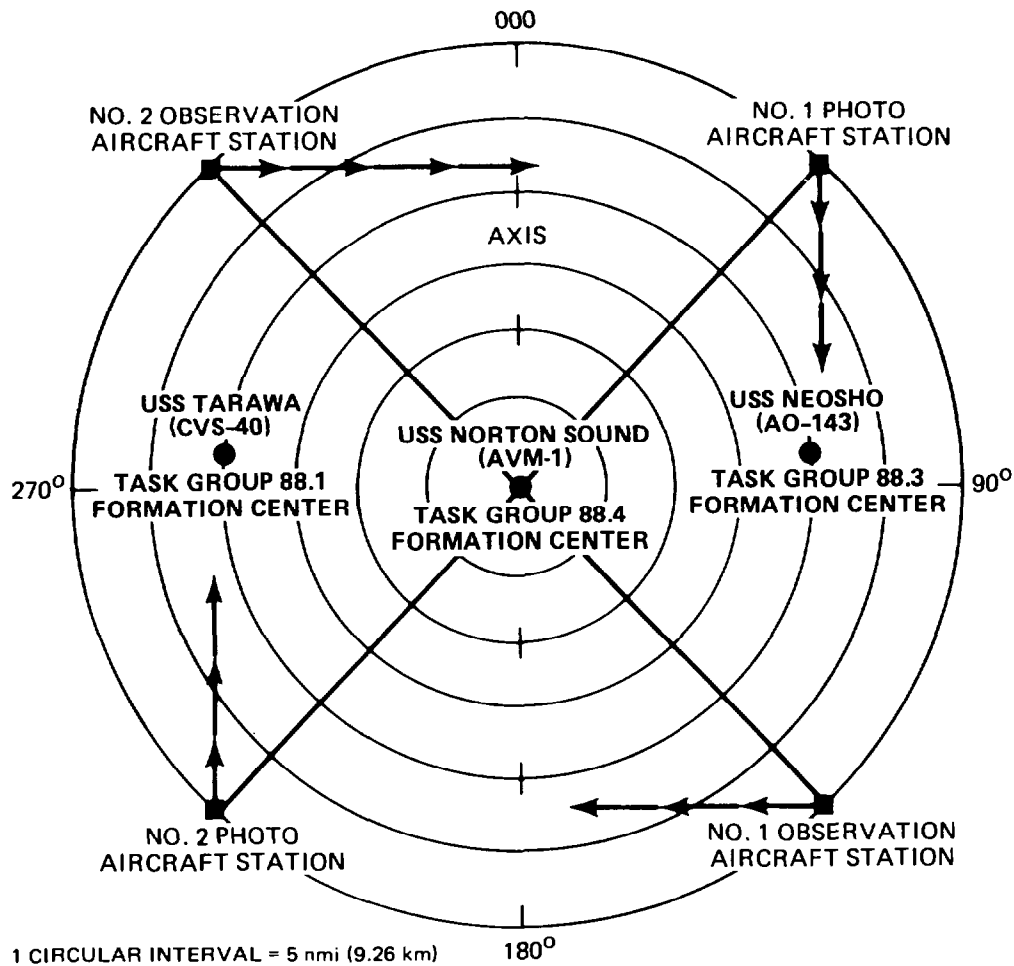 000
NO. 2 OBSERVATION
AIRCRAFT STATION
NO. 1 PHOTO
AIRCRAFT STATION
AXIS
USS TARAWA
(CVS-40)
TASK GROUP 88.1
FORMATION CENTER
USS NORTON SOUND
(AVM-1)
TASK GROUP 88.4
FORMATION CENTER
USS NEOSHO
(AO-143)
TASK GROUP 88.3
FORMATION CENTER
270°
90°
NO. 2 PHOTO
AIRCRAFT STATION
NO. 1 OBSERVATION
AIRCRAFT STATION
1 CIRCULAR INTERVAL = 5 nmi (9.26 km)
180°